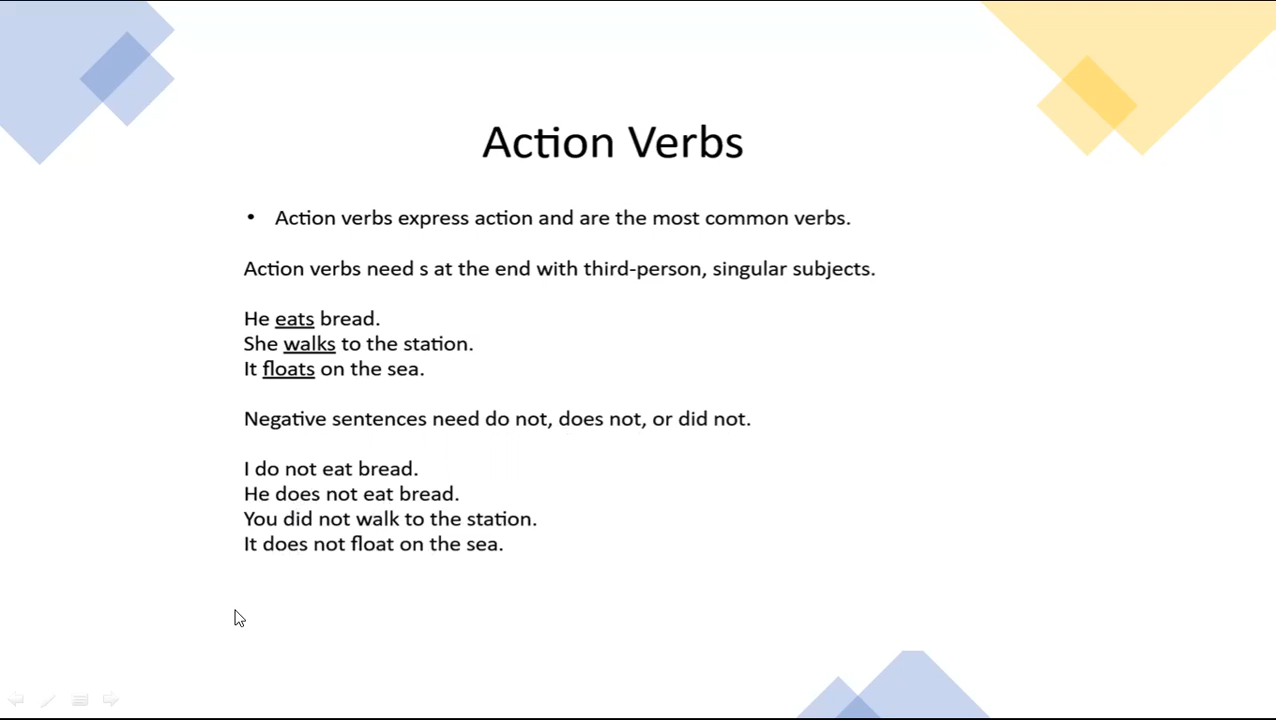 Action Verbs
• Action verbs express action and are the most common verbs.
Action verbs need s at the end with third-person, singular subjects.
He eats bread.
She walks to the station.
It floats on the sea.
Negative sentences need do not, does not, or did not.
I do not eat bread.
He does not eat bread.
You did not walk to the station.
It does not float on the sea.